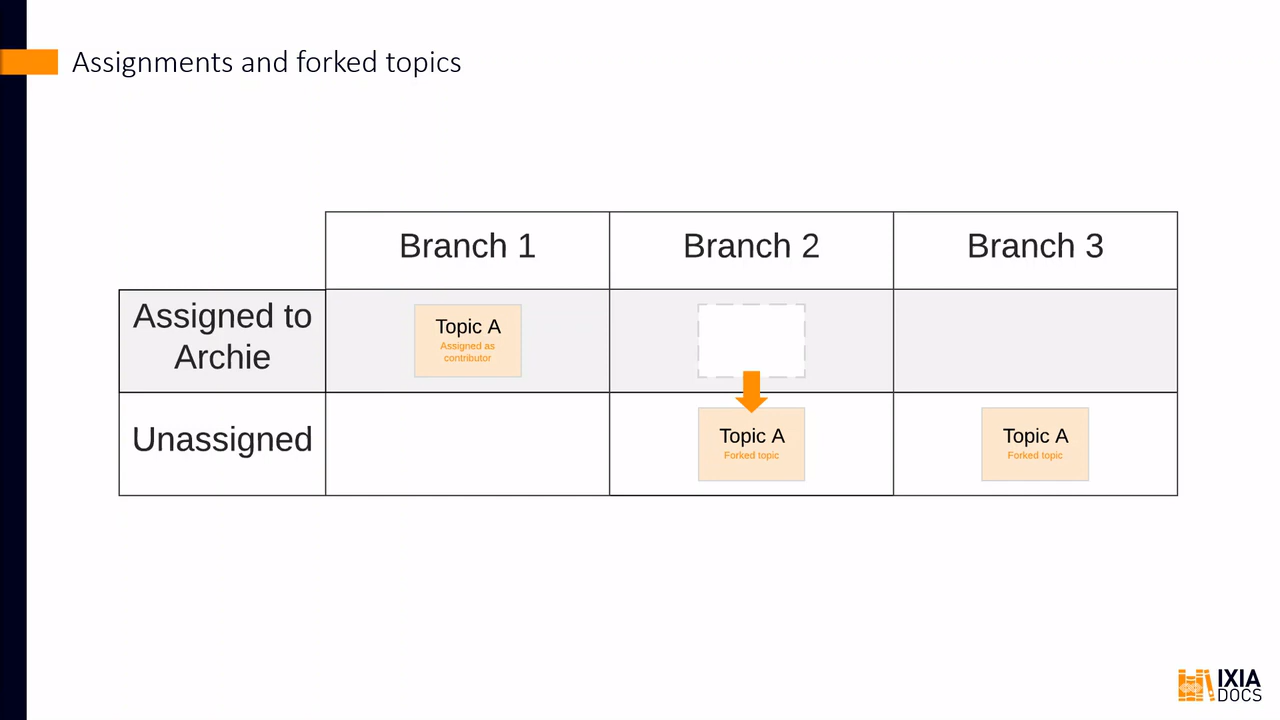 Assignments and forked topics
Branch 1
Branch 2
Branch 3
Assigned to
Archie
Topic A
Assigned as
contributor
Unassigned
Topic A
Forked topic
Topic A
Forked topic
IXIA
DOCS